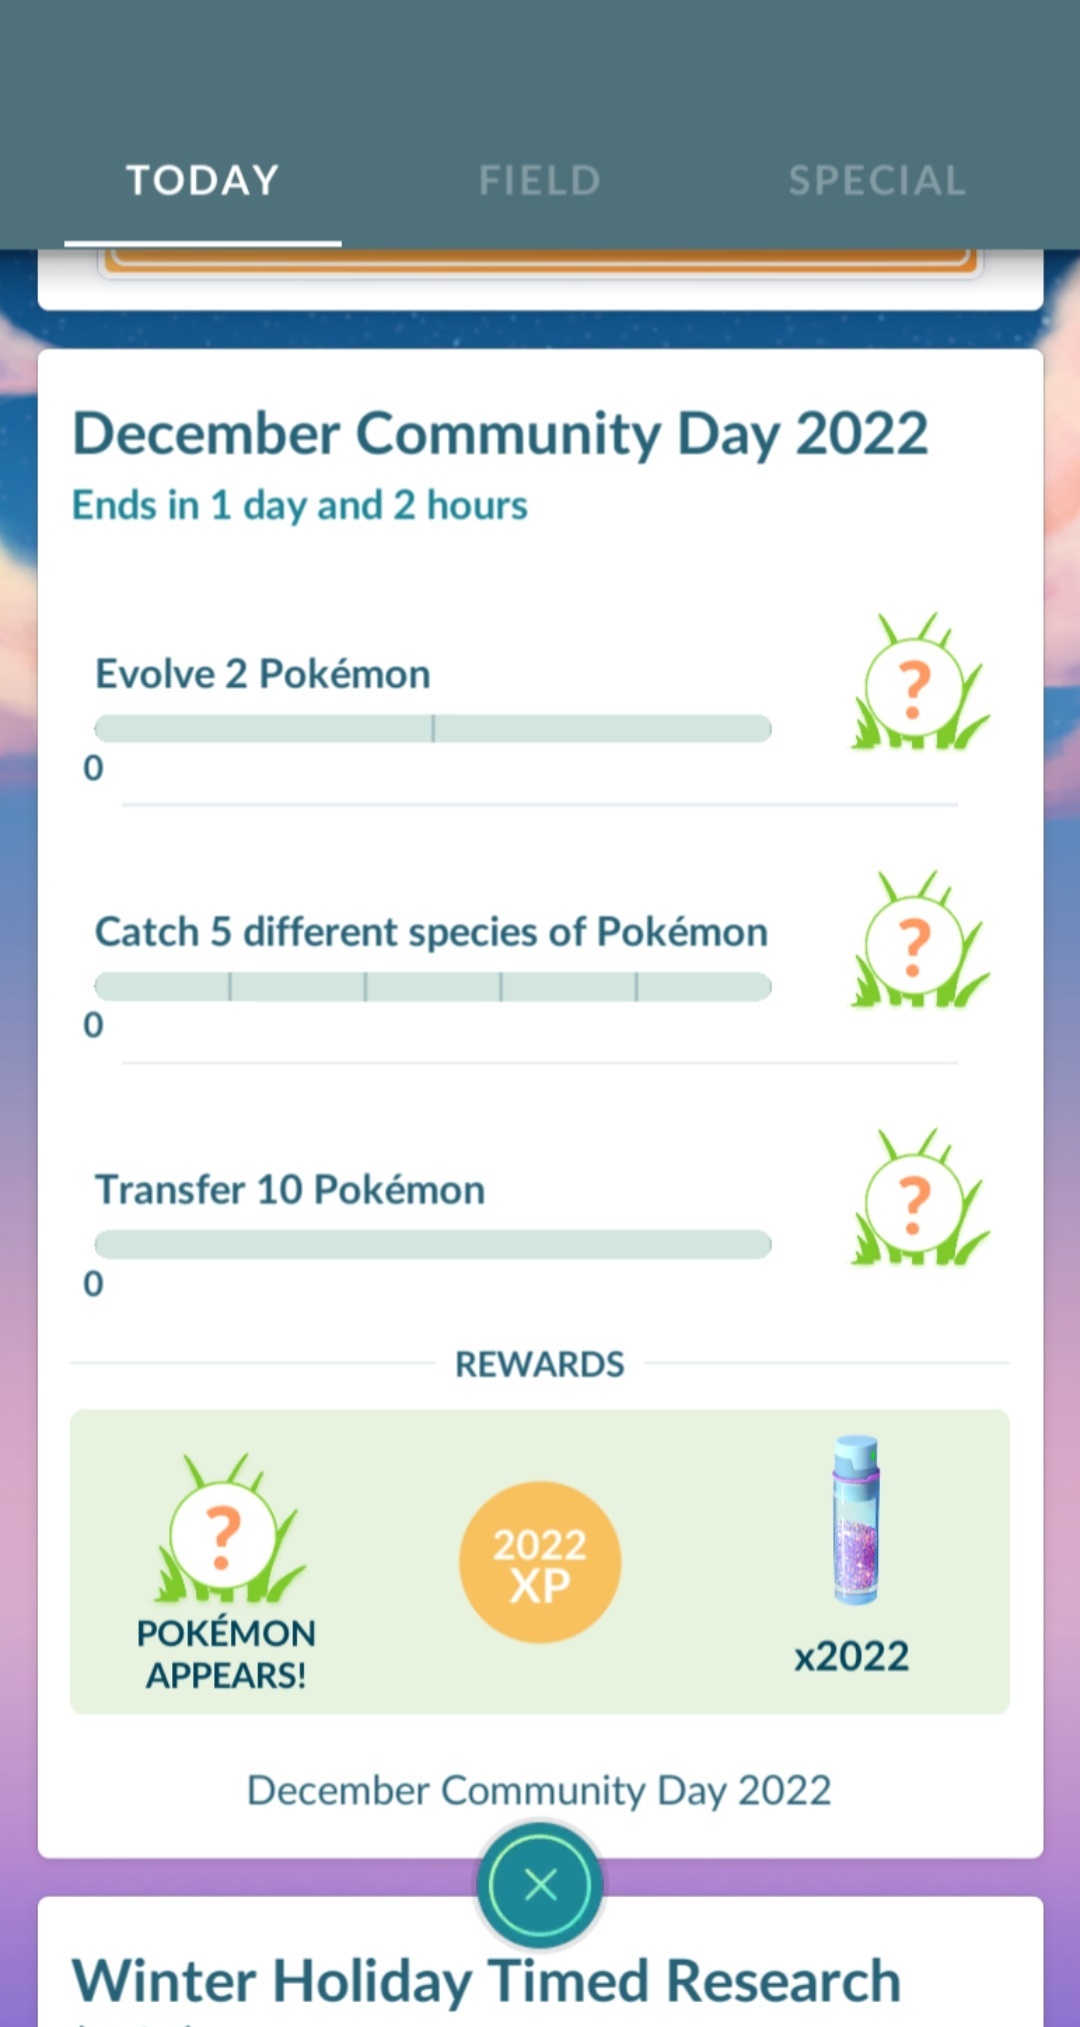 TODAY
FIELD
SPECIAL
December Community Day 2022
Ends in 1 day and 2 hours
Evolve 2 Pokémon
?
0
Catch 5 different species of Pokémon
?
0
Transfer 10 Pokémon
?
0
REWARDS
?
POKÉMON
APPEARS!
2022
XP
x2022
December Community Day 2022
Winter Holiday Timed Research